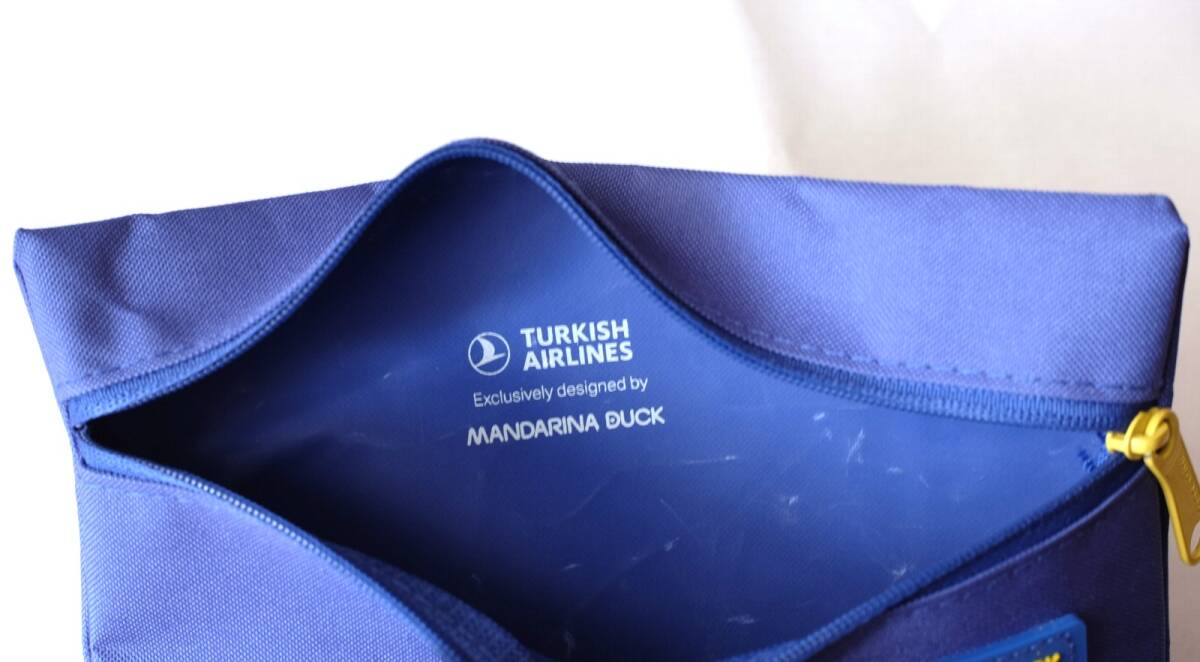 TURKISH
AIRLINES
Exclusively designed by
MANDARINA DUCK